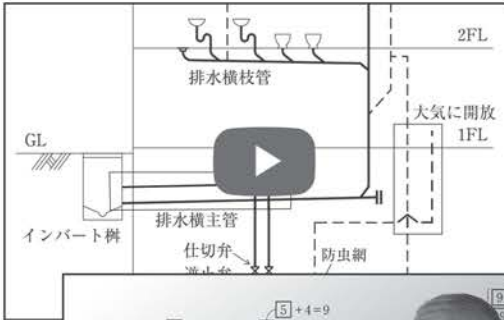 2FL
排水横枝管
大気に開放
GL
1FL
排水横主管
インバート桝
仕切弁
防虫網
5+4=9
9